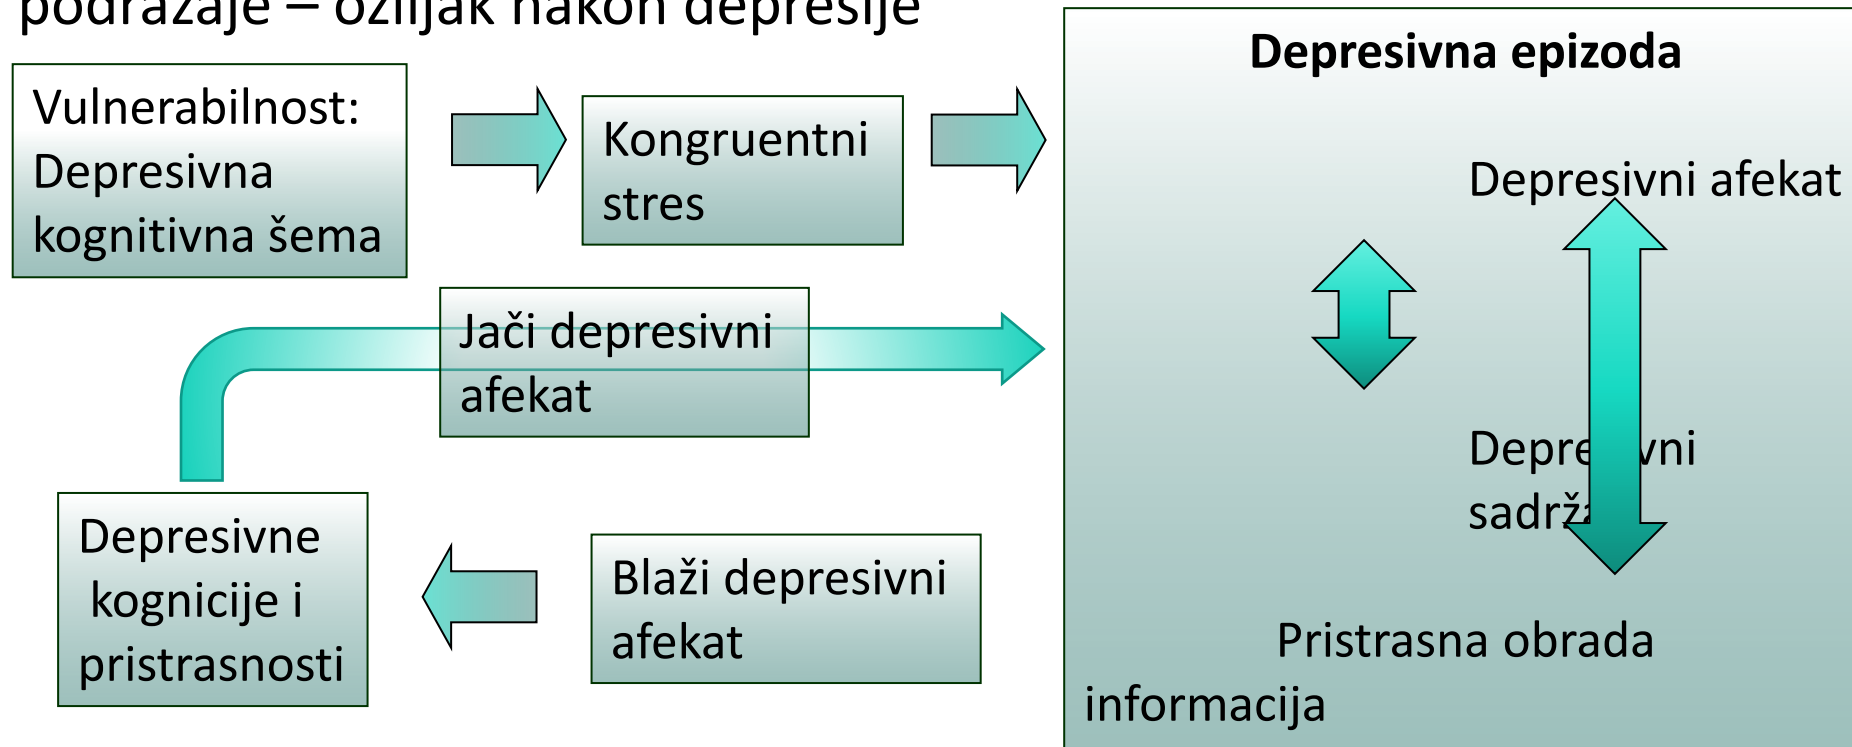 podražaje – ožiljak nakon depresije
Depresivna epizoda
Vulnerabilnost:
Depresivna
kognitivna šema
Kongruentni
stres
Depresivni afekat
Jači depresivni
afekat
Depresivni
Depresivne
kognicije i
pristrasnosti
Blaži depresivni
afekat
Pristrasna obrada
informacija